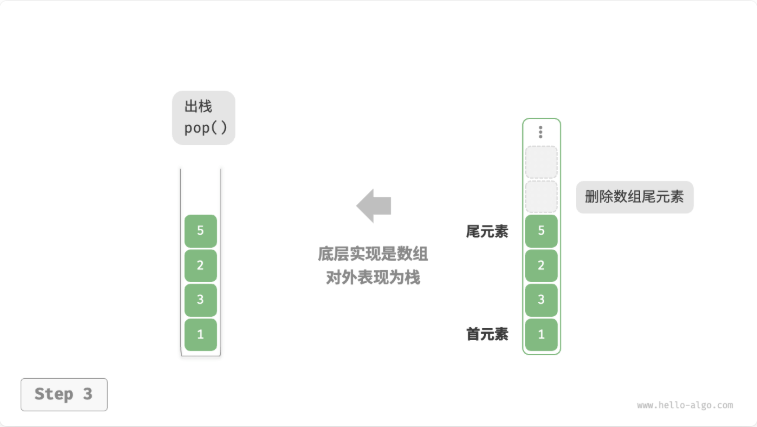 出栈
pop()
删除数组尾元素
5
2
3
1
底层实现是数组
对外表现为栈
尾元素
5
2
3
首元素
1
Step 3
www.hello-algo.com